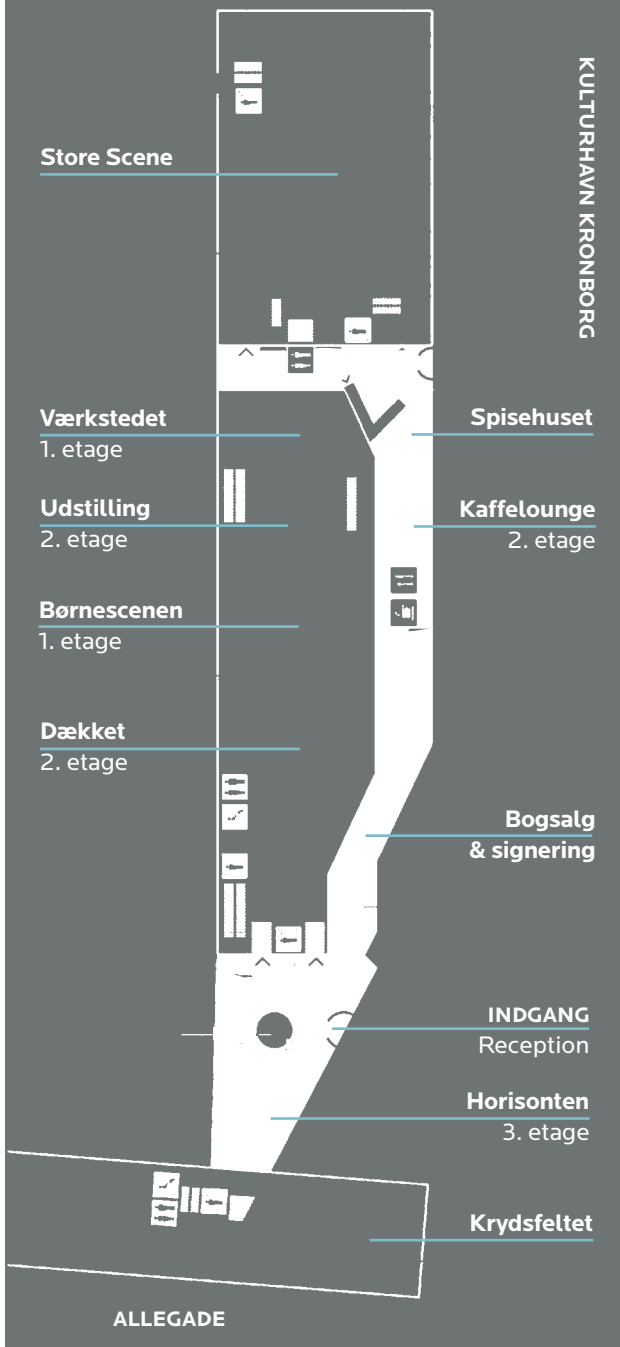 KULTURHAVN KRONBORG
Store Scene
Værkstedet
1. etage
Spisehuset
Udstilling
2. etage
Kaffelounge
2. etage
Børnescenen
1. etage
Dækket
2. etage
Bogsalg
& signering
INDGANG
Reception
Horisonten
3. etage
Krydsfeltet
ALLEGADE